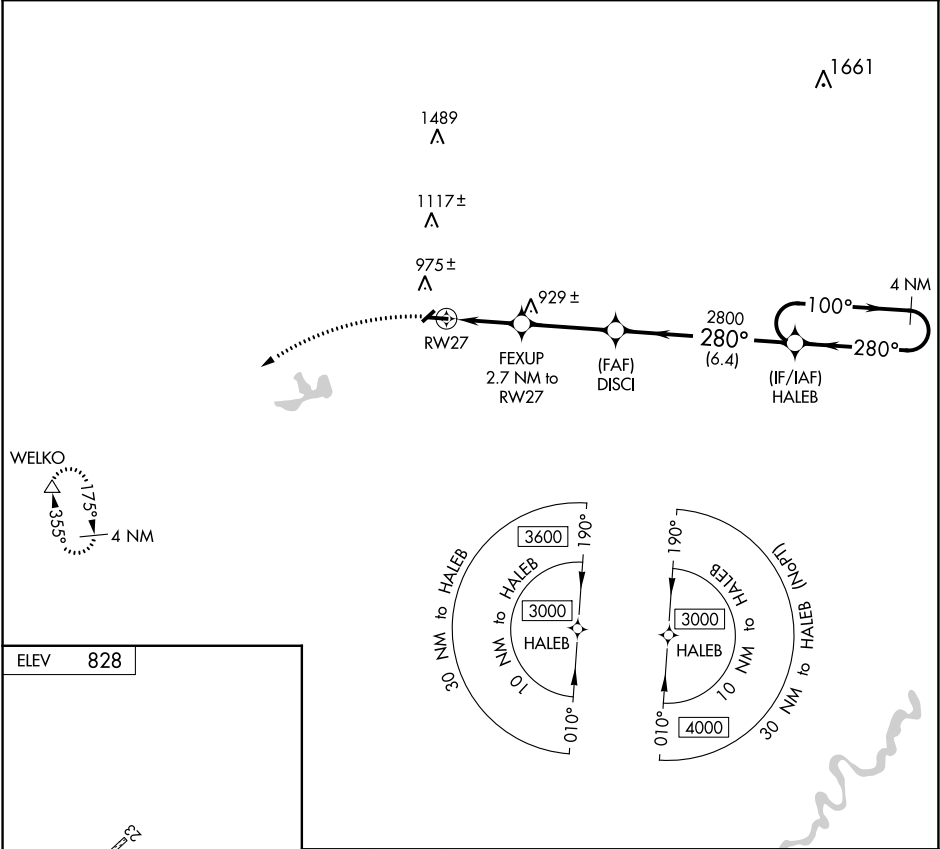 1661
1489
1117 ±
975 ±
929 ±
4 NM
100°
2800
280°
(6.4)
280°
RW27
FEXUP
2.7 NM to
RW27
(FAF)
DISCI
(IF/IAF)
HALEB
WELKO
175°
355°
4 NM
3600
190°
30 NM to HALEB
10 NM to HALEB
3000
HALEB
010°
190°
30 NM to HALEB (NoPT)
10 NM to HALEB
3000
HALEB
010°
4000
ELEV 828
23